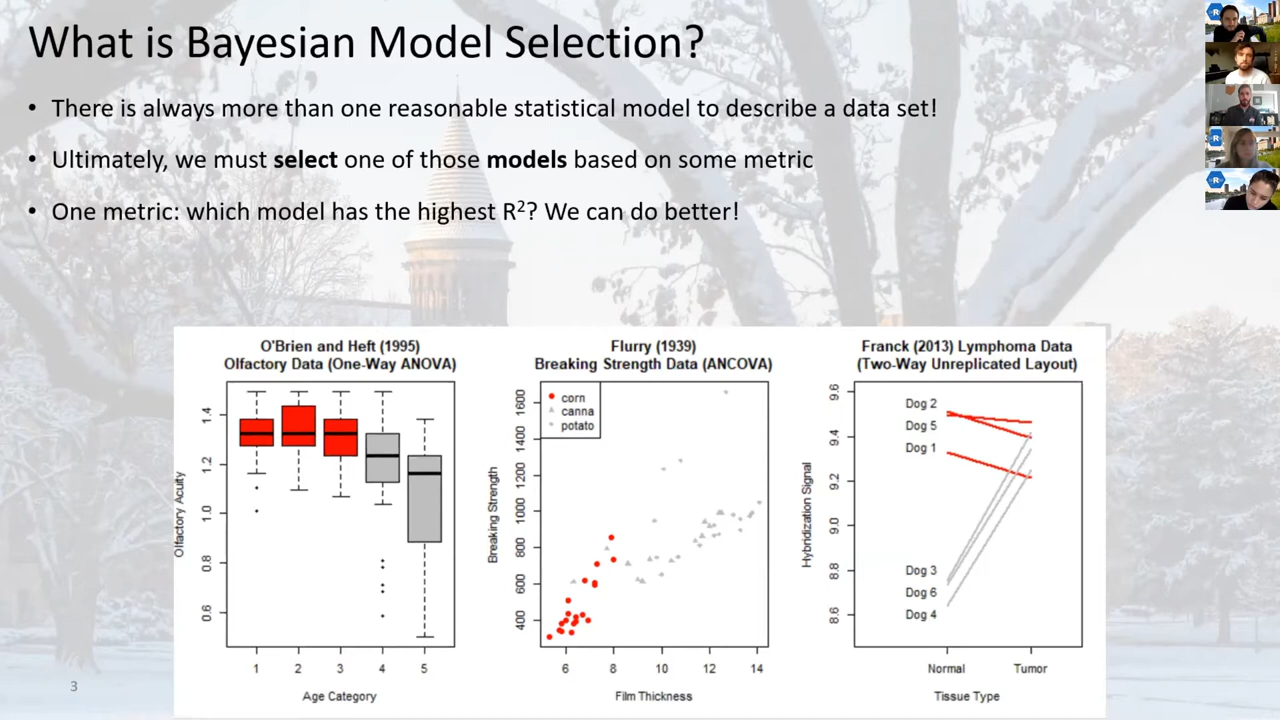 What is Bayesian Model Selection?
• There is always more than one reasonable statistical model to describe a data set!
• Ultimately, we must select one of those models based on some metric
• One metric: which model has the highest R²? We can do better!
O'Brien and Heft (1995)
Olfactory Data (One-Way ANOVA)
Olfactory Acuity
1.4
1.2
1.0
0.8
0.6
1 2 3 4 5
Age Category
Flurry (1939)
Breaking Strength Data (ANCOVA)
corn
canna
potato
Breaking Strength
1600
1400
1200
1000
800
600
400
6 8 10 12 14
Film Thickness
Franck (2013) Lymphoma Data
(Two-Way Unreplicated Layout)
Hybridization Signal
9.6
9.4
9.2
9.0
8.8
8.6
Dog 2
Dog 5
Dog 1
Dog 3
Dog 6
Dog 4
Normal Tumor
Tissue Type
3
R
R
R